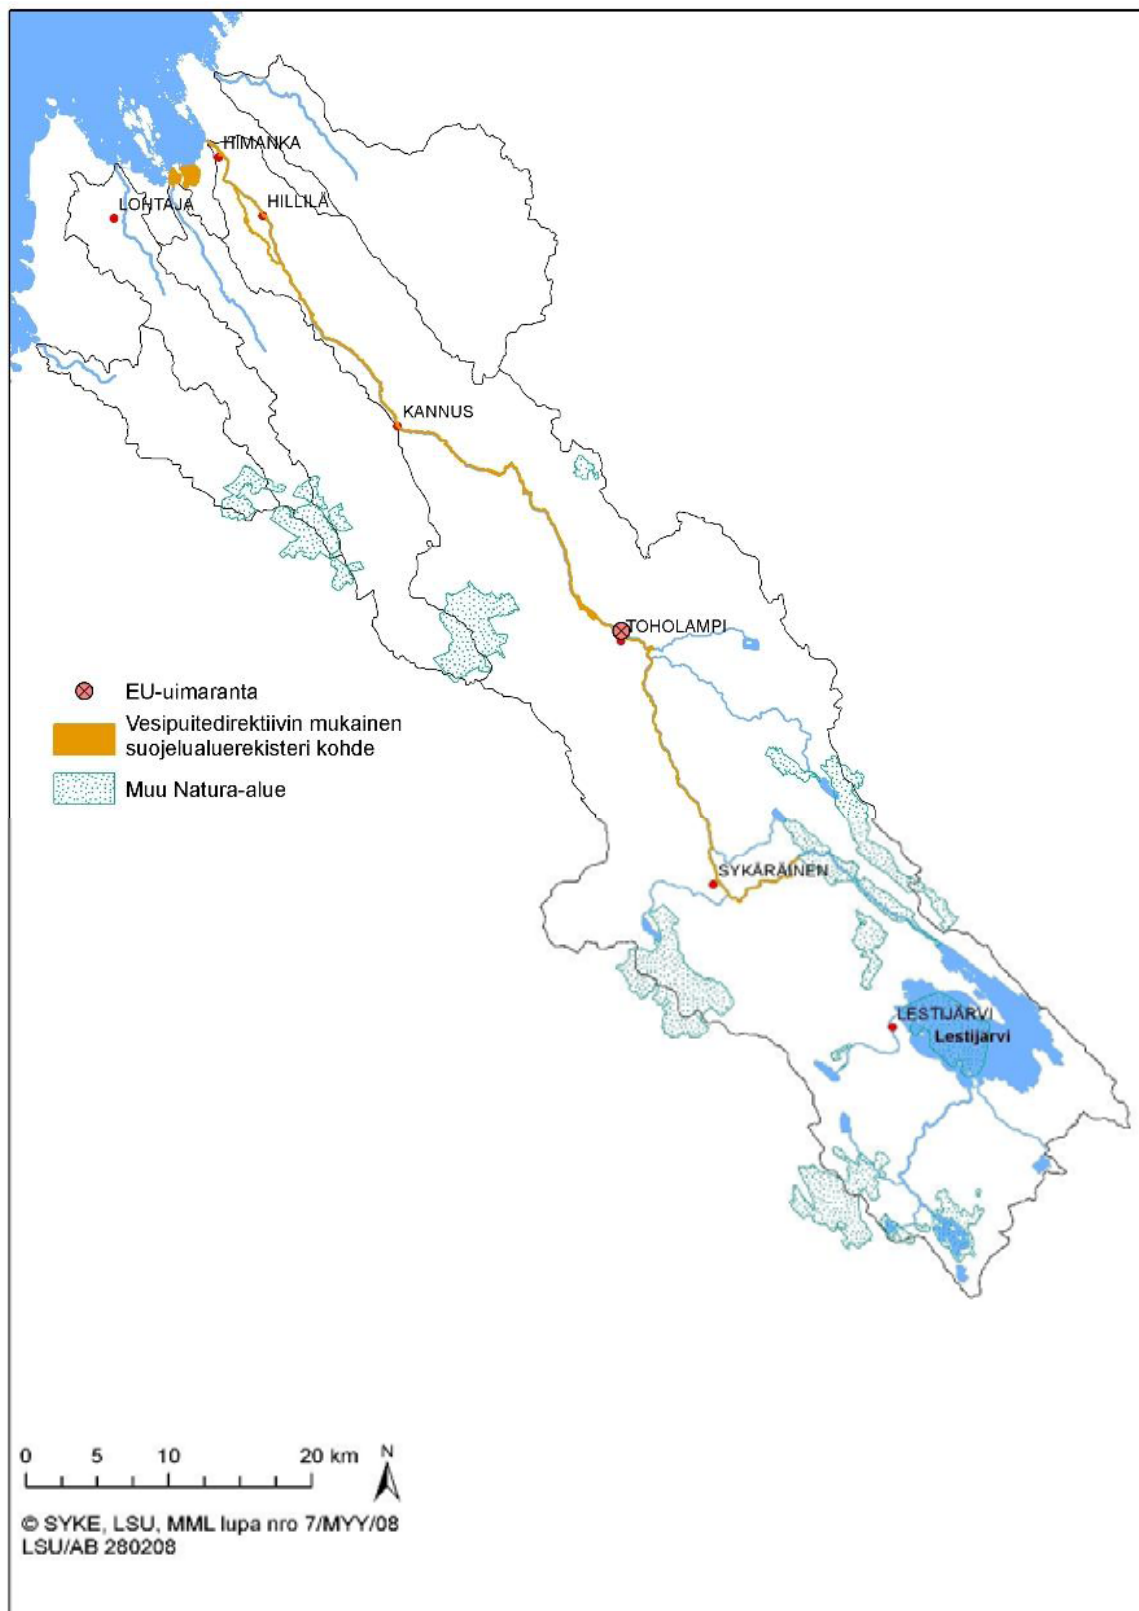 HIMANKA
LOHTAJA
HILLILÄ
KANNUS
TOHOLAMPI
EU-uimaranta
Vesipuitedirektiivin mukainen
suojelualuerekisteri kohde
Muu Natura-alue
SYKÄRÄINEN
LESTIJÄRVI
Lestijärvi
0 5 10 20 km
N
© SYKE, LSU, MML lupa nro 7/MYY/08
LSU/AB 280208